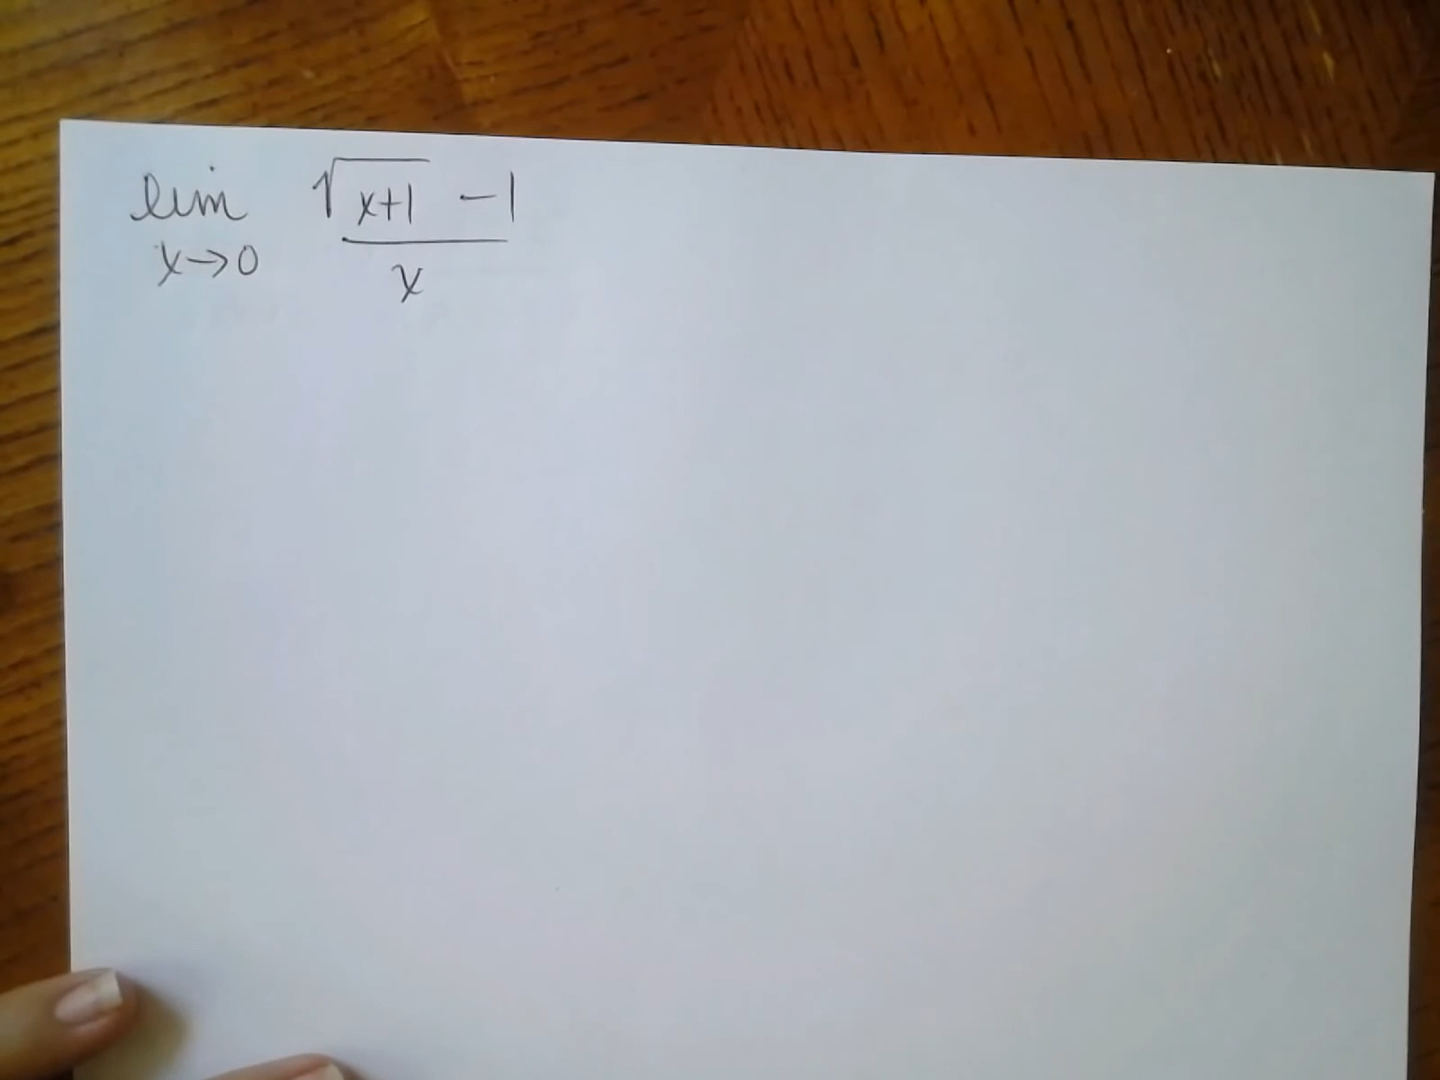 lim √(x+1) - 1
x→0 x